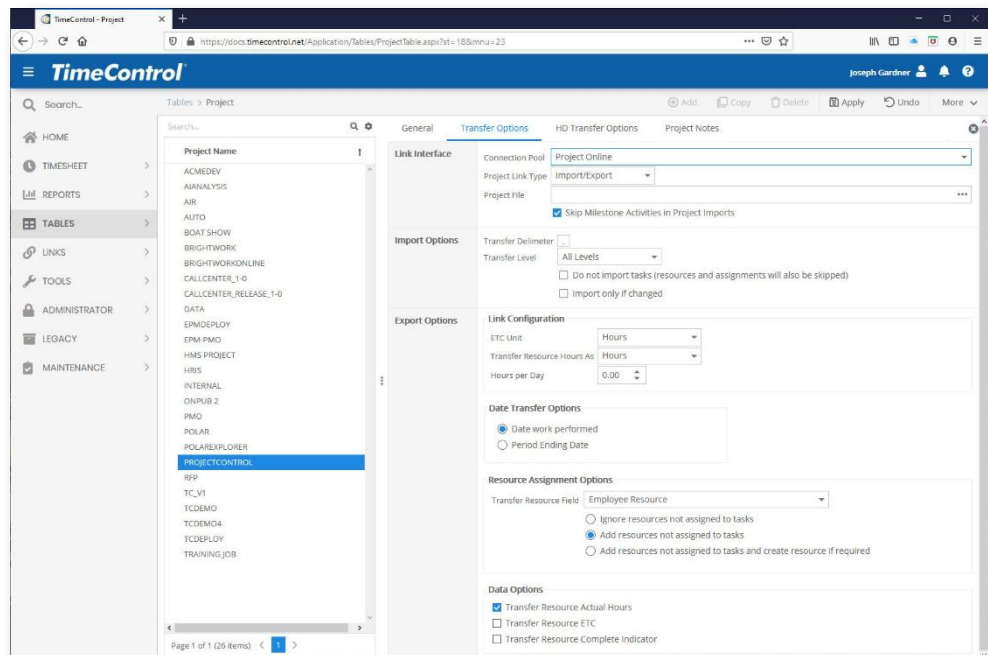 TimeControl - Project
https://docs.timecontrol.net/Application/Tables/ProjectTable.aspx?st=18&mnu=23
TimeControl
Joseph Gardner
Search...
Tables > Project
Add
Copy
Delete
Apply
Undo
More
HOME
TIMESHEET
REPORTS
TABLES
LINKS
TOOLS
ADMINISTRATOR
LEGACY
MAINTENANCE
Search...
Project Name
ACMEDEV
AIANALYSIS
AIR
AUTO
BOAT SHOW
BRIGHTWORK
BRIGHTWORKONLINE
CALLCENTER_1-0
CALLCENTER_RELEASE_1-0
DATA
EPMDEPLOY
EPM-PMO
HMS PROJECT
HRIS
INTERNAL
ONPUB 2
PMO
POLAR
POLAREXPLORER
PROJECTCONTROL
RFP
TC_V1
TCDEMO
TCDEMO4
TCDEPLOY
TRAINING JOB
Page 1 of 1 (26 items) < 1 >
General
Transfer Options
HD Transfer Options
Project Notes
Link Interface
Connection Pool Project Online
Project Link Type Import/Export
Project File
Skip Milestone Activities in Project Imports
Import Options
Transfer Delimeter .
Transfer Level All Levels
Do not import tasks (resources and assignments will also be skipped)
Import only if changed
Export Options
Link Configuration
ETC Unit Hours
Transfer Resource Hours As Hours
Hours per Day 0.00
Date Transfer Options
Date work performed
Period Ending Date
Resource Assignment Options
Transfer Resource Field Employee Resource
Ignore resources not assigned to tasks
Add resources not assigned to tasks
Add resources not assigned to tasks and create resource if required
Data Options
Transfer Resource Actual Hours
Transfer Resource ETC
Transfer Resource Complete Indicator